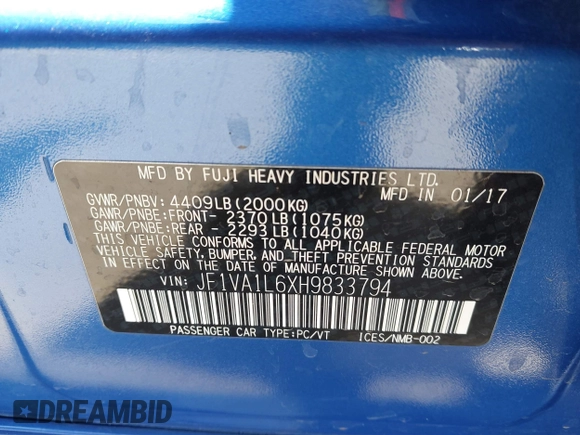 MFD BY FUJI HEAVY INDUSTRIES LTD.
GVWR/PNBV: 4409LB(2000KG) MFD IN 01/17
GAWR/PNBE:FRONT- 2370LB(1075KG)
GAWR/PNBE:REAR - 2293LB(1040KG)
THIS VEHICLE CONFORMS TO ALL APPLICABLE FEDERAL MOTOR
VEHICLE SAFETY, BUMPER, AND THEFT PREVENTION STANDARDS
IN EFFECT ON THE DATE OF MANUFACTURE SHOWN ABOVE.
VIN: JF1VA1L6XH9833794
PASSENGER CAR TYPE:PC/VT ICES/NMB-002
DREAMBID